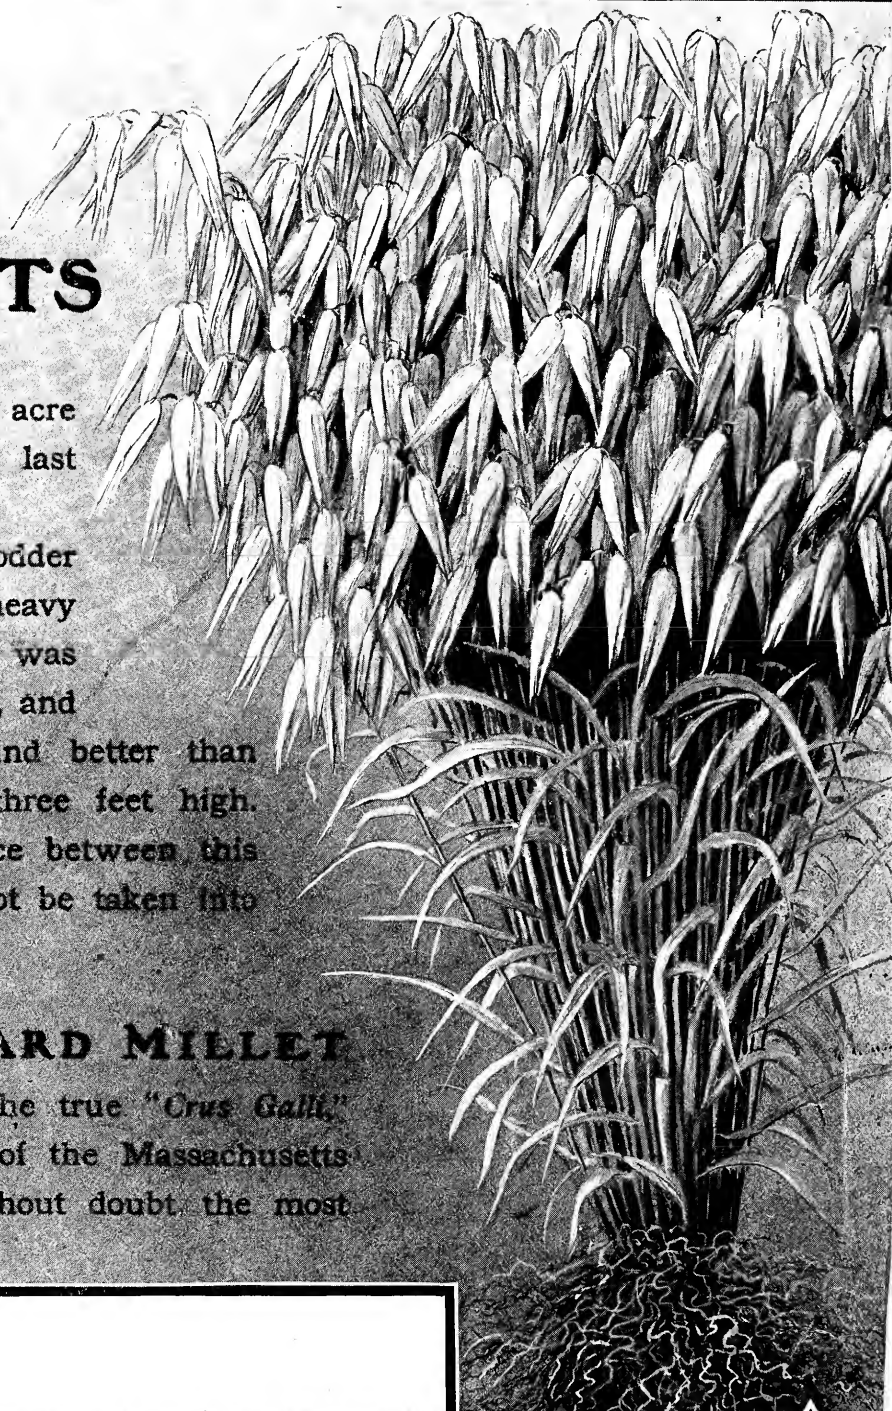 TS
acre
last
odder
heavy
was
, and
nd better than
three feet high.
ce between this
ot be taken into
ARD MILLET
he true "Crus Galli,"
of the Massachusetts
hout doubt, the most